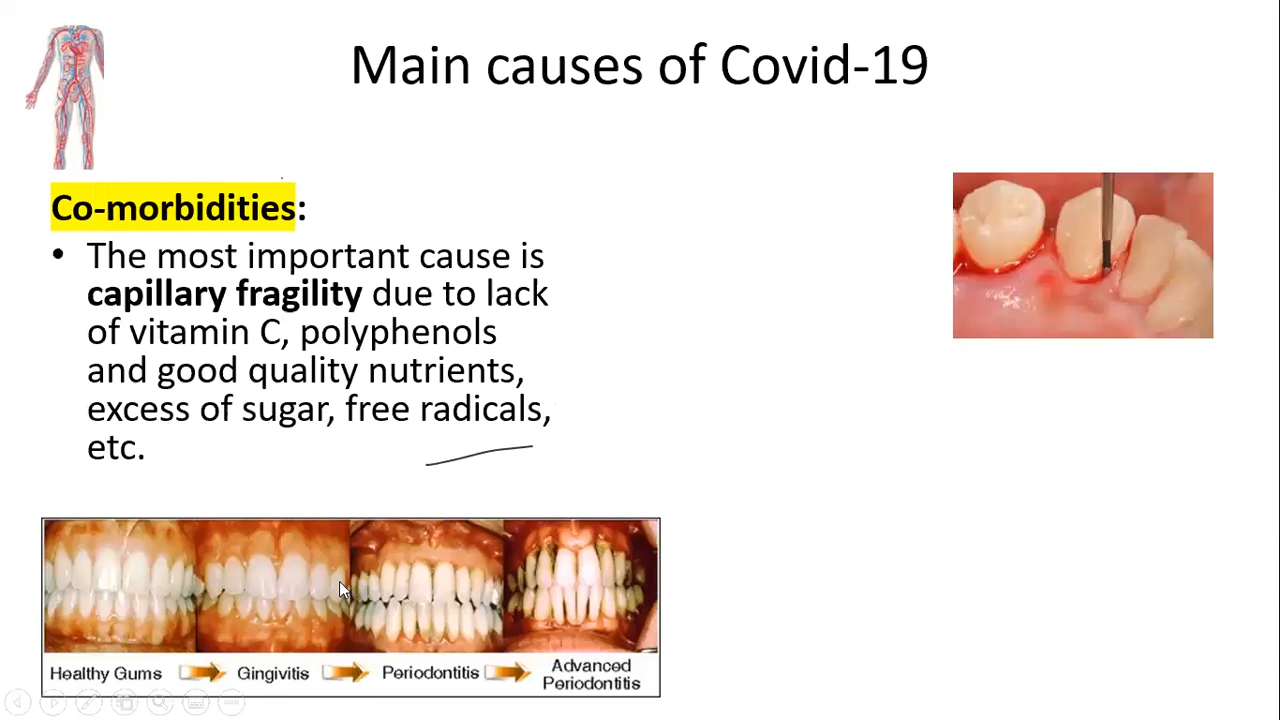 Main causes of Covid-19
Co-morbidities:
• The most important cause is
capillary fragility due to lack
of vitamin C, polyphenols
and good quality nutrients,
excess of sugar, free radicals,
etc.
Healthy Gums
Gingivitis
Periodontitis
Advanced
Periodontitis